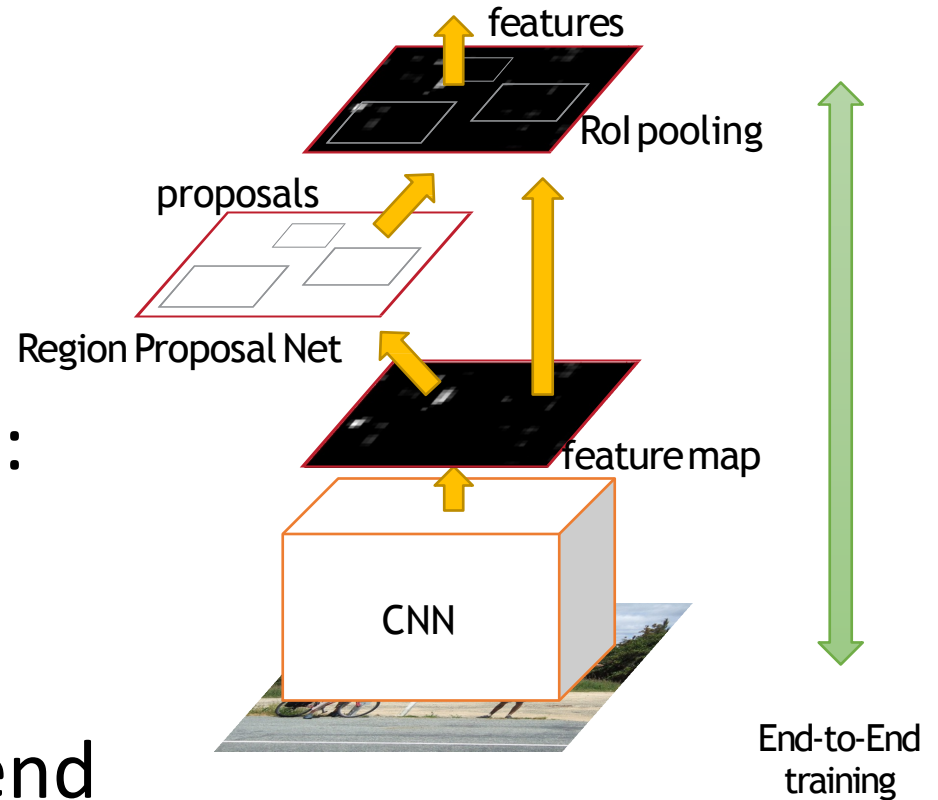 features
RoI pooling
proposals
Region Proposal Net
:
feature map
CNN
end
End-to-End
training